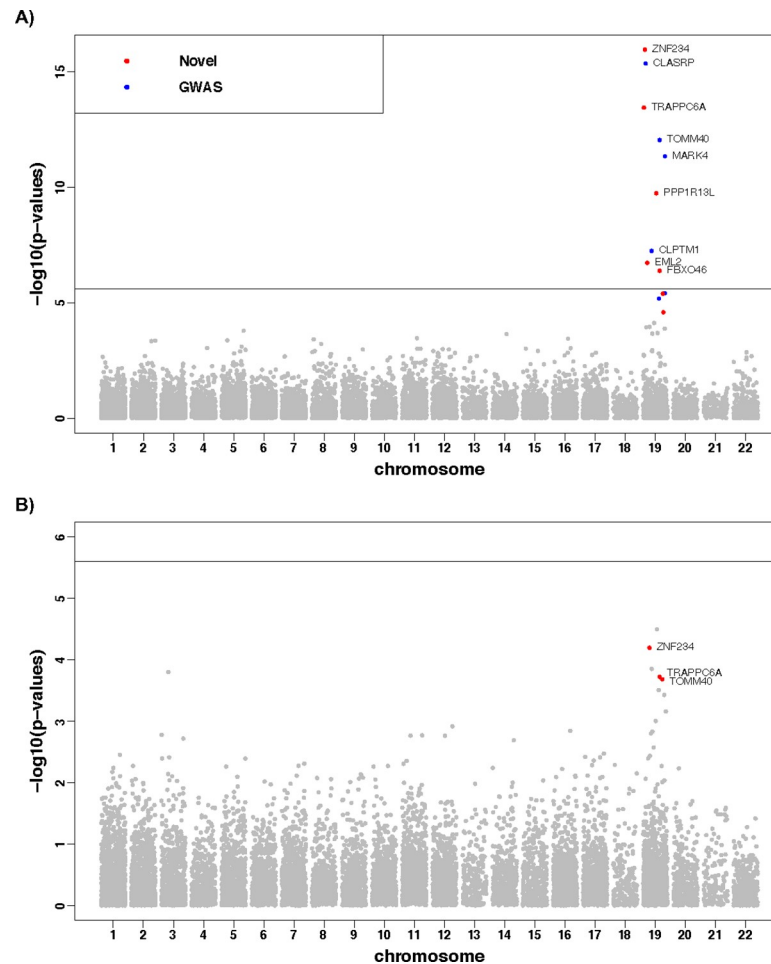 A)
Novel
GWAS
ZNF234
CLASRP
TRAPPC6A
TOMM40
MARK4
PPP1R13L
CLPTM1
EML2
FBXO46
−log10(p−values)
15
10
5
0
1 2 3 4 5 6 7 8 9 10 11 12 13 14 15 16 17 18 19 20 21 22
chromosome
B)
−log10(p−values)
6
5
4
3
2
1
0
ZNF234
TRAPPC6A
TOMM40
1 2 3 4 5 6 7 8 9 10 11 12 13 14 15 16 17 18 19 20 21 22
chromosome